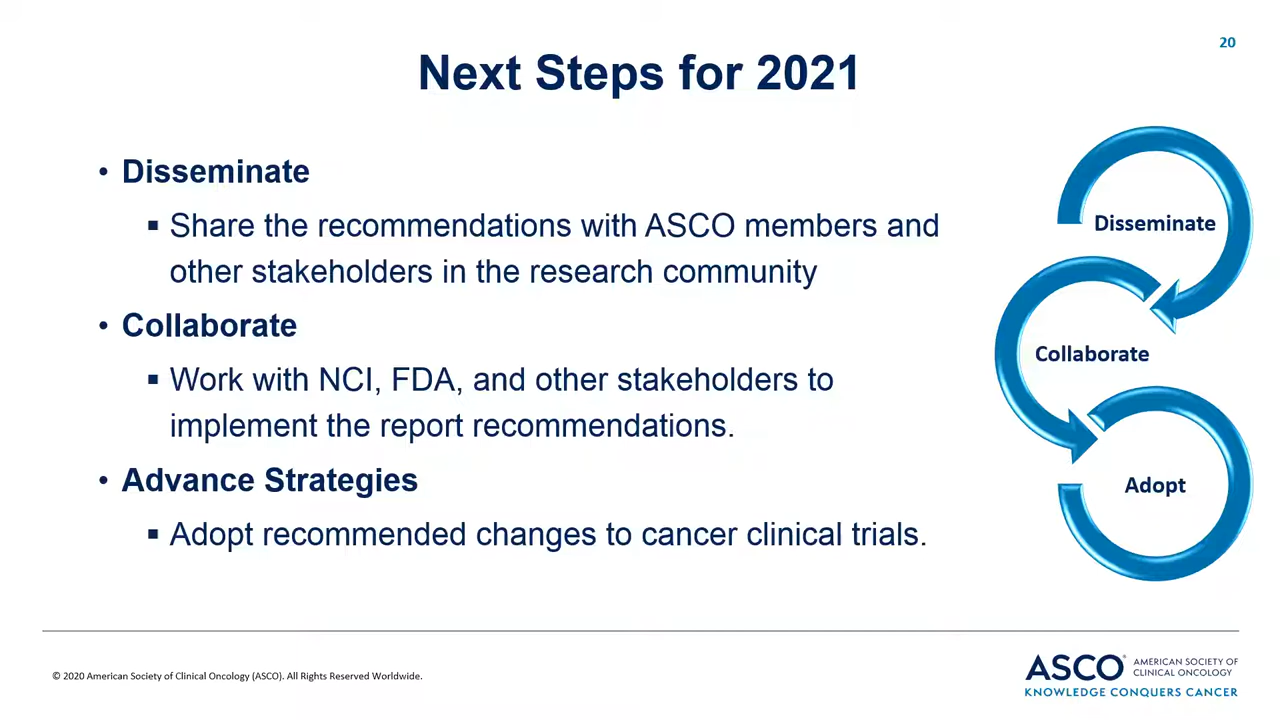 20
Next Steps for 2021
• Disseminate
▪ Share the recommendations with ASCO members and
other stakeholders in the research community
• Collaborate
▪ Work with NCI, FDA, and other stakeholders to
implement the report recommendations.
• Advance Strategies
▪ Adopt recommended changes to cancer clinical trials.
Disseminate
Collaborate
Adopt
© 2020 American Society of Clinical Oncology (ASCO). All Rights Reserved Worldwide.
ASCO®
AMERICAN SOCIETY OF
CLINICAL ONCOLOGY
KNOWLEDGE CONQUERS CANCER